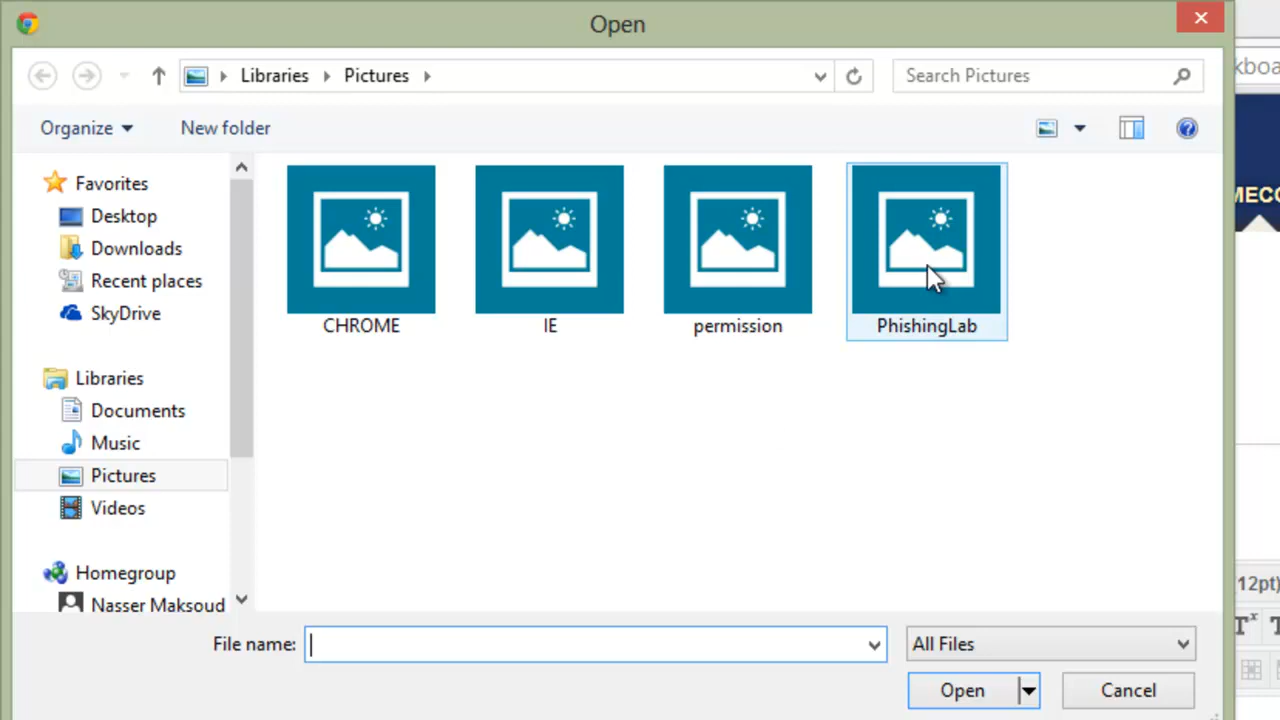 Open
Libraries Pictures
Search Pictures
Organize New folder
Favorites
Desktop
Downloads
Recent places
SkyDrive
Libraries
Documents
Music
Pictures
Videos
Homegroup
Nasser Maksoud
CHROME IE permission PhishingLab
File name: All Files
Open Cancel
12pt)